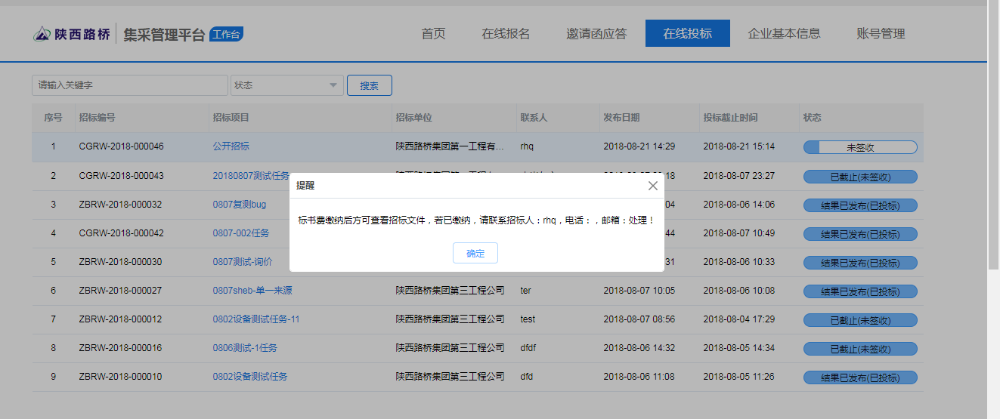 陕西路桥 集采管理平台 工作台 首页 在线报名 邀请函应答 在线投标 企业基本信息 账号管理
请输入关键字 状态 搜索
序号 招标编号 招标项目 招标单位 联系人 发布日期 投标截止时间 状态
1 CGRW-2018-000046 公开招标 陕西路桥集团第一工程有... rhq 2018-08-21 14:29 2018-08-21 15:14 未签收
2 CGRW-2018-000043 20180807测试任务 18 2018-08-07 23:27 已截止(未签收)
提醒
3 ZBRW-2018-000032 0807复测bug 04 2018-08-06 14:06 结果已发布(已投标)
标书费缴纳后方可查看招标文件，若已缴纳，请联系招标人：rhq，电话：，邮箱：处理！
4 CGRW-2018-000042 0807-002任务 44 2018-08-07 10:49 结果已发布(已投标)
确定
5 ZBRW-2018-000030 0807测试-询价 31 2018-08-06 10:33 结果已发布(已投标)
6 ZBRW-2018-000027 0807sheb-单一来源 陕西路桥集团第三工程公司 ter 2018-08-07 10:05 2018-08-06 10:08 结果已发布(已投标)
7 ZBRW-2018-000012 0802设备测试任务-11 陕西路桥集团第三工程公司 test 2018-08-07 08:56 2018-08-04 17:29 已截止(未签收)
8 ZBRW-2018-000016 0806测试-1任务 陕西路桥集团第三工程公司 dfdf 2018-08-06 14:32 2018-08-05 14:34 已截止(未签收)
9 ZBRW-2018-000010 0802设备测试任务 陕西路桥集团第三工程公司 dfd 2018-08-06 11:08 2018-08-05 11:26 结果已发布(已投标)